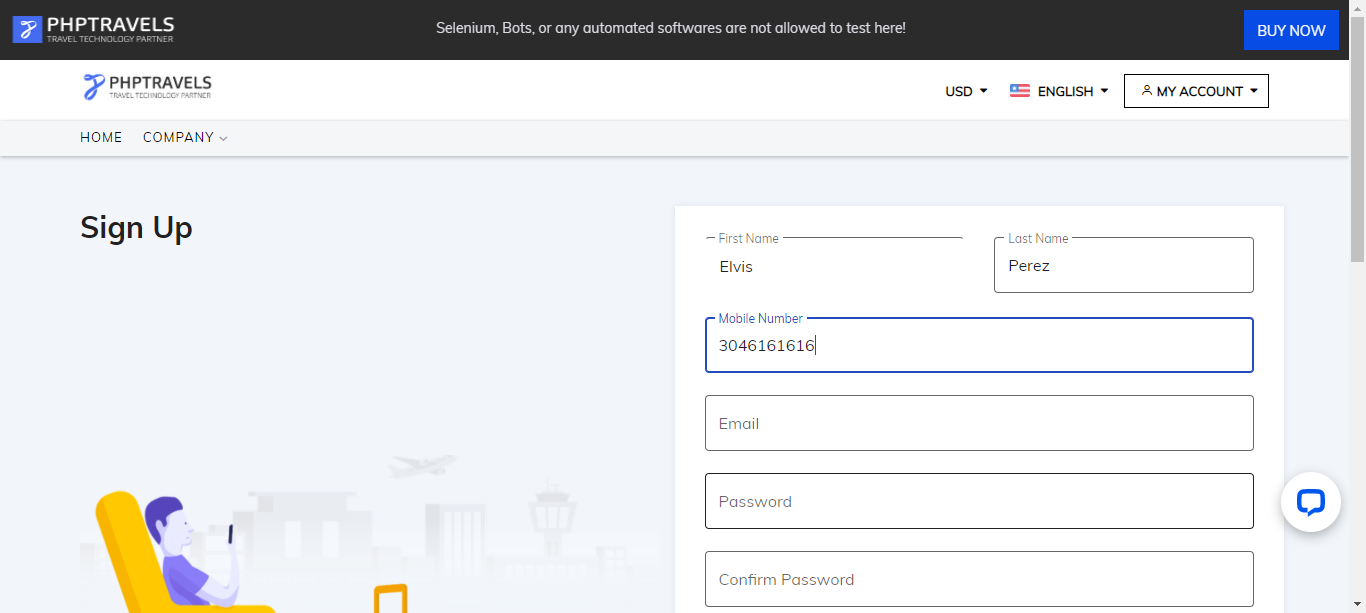 PHPTRAVELS
TRAVEL TECHNOLOGY PARTNER
Selenium, Bots, or any automated softwares are not allowed to test here!
BUY NOW
PHPTRAVELS
TRAVEL TECHNOLOGY PARTNER
USD
ENGLISH
MY ACCOUNT
HOME
COMPANY
Sign Up
First Name
Elvis
Last Name
Perez
Mobile Number
3046161616
Email
Password
Confirm Password